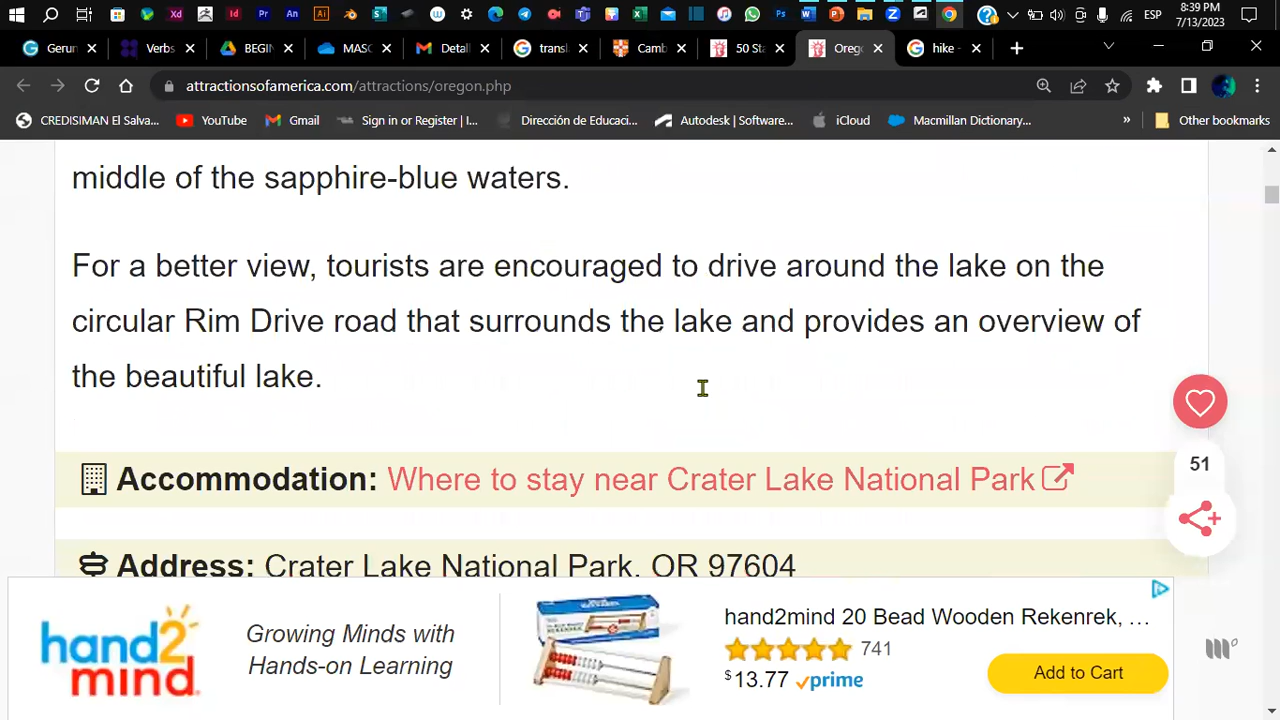 8:39 PM
ESP
7/13/2023
Gerun
Verbs
BEGIN
MASC
Detall
transl
Camb
50 Sta
Orego
hike -
attractionsofamerica.com/attractions/oregon.php
CREDISIMAN El Salva...
YouTube
Gmail
Sign in or Register | I...
Dirección de Educaci...
Autodesk | Software...
iCloud
Macmillan Dictionary...
»
Other bookmarks
middle of the sapphire-blue waters.
For a better view, tourists are encouraged to drive around the lake on the
circular Rim Drive road that surrounds the lake and provides an overview of
the beautiful lake.
Accommodation: Where to stay near Crater Lake National Park
51
Address: Crater Lake National Park, OR 97604
hand2mind
Growing Minds with
Hands-on Learning
hand2mind 20 Bead Wooden Rekenrek, ...
741
$13.77 prime
Add to Cart